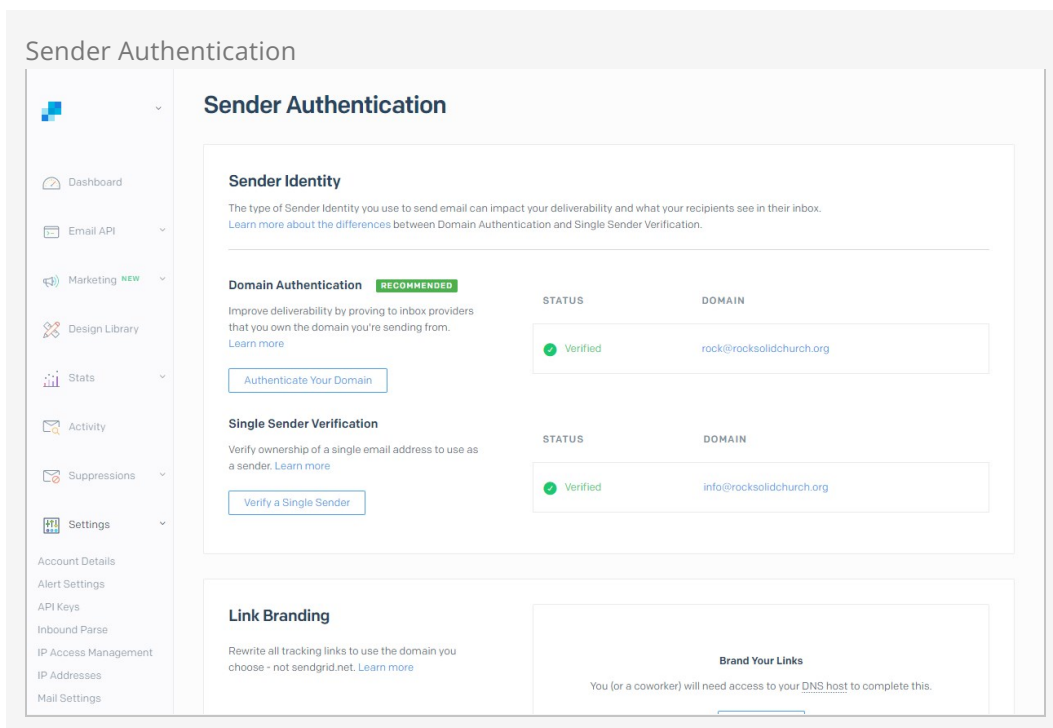 Sender Authentication
Sender Authentication
Dashboard
Email API
Marketing NEW
Design Library
Stats
Activity
Suppressions
Settings
Account Details
Alert Settings
API Keys
Inbound Parse
IP Access Management
IP Addresses
Mail Settings
Sender Identity
The type of Sender Identity you use to send email can impact your deliverability and what your recipients see in their inbox.
Learn more about the differences between Domain Authentication and Single Sender Verification.
Domain Authentication RECOMMENDED
Improve deliverability by proving to inbox providers
that you own the domain you're sending from.
Learn more
Authenticate Your Domain
STATUS DOMAIN
Verified rock@rocksolidchurch.org
Single Sender Verification
Verify ownership of a single email address to use as
a sender. Learn more
Verify a Single Sender
STATUS DOMAIN
Verified info@rocksolidchurch.org
Link Branding
Rewrite all tracking links to use the domain you
choose - not sendgrid.net. Learn more
Brand Your Links
You (or a coworker) will need access to your DNS host to complete this.